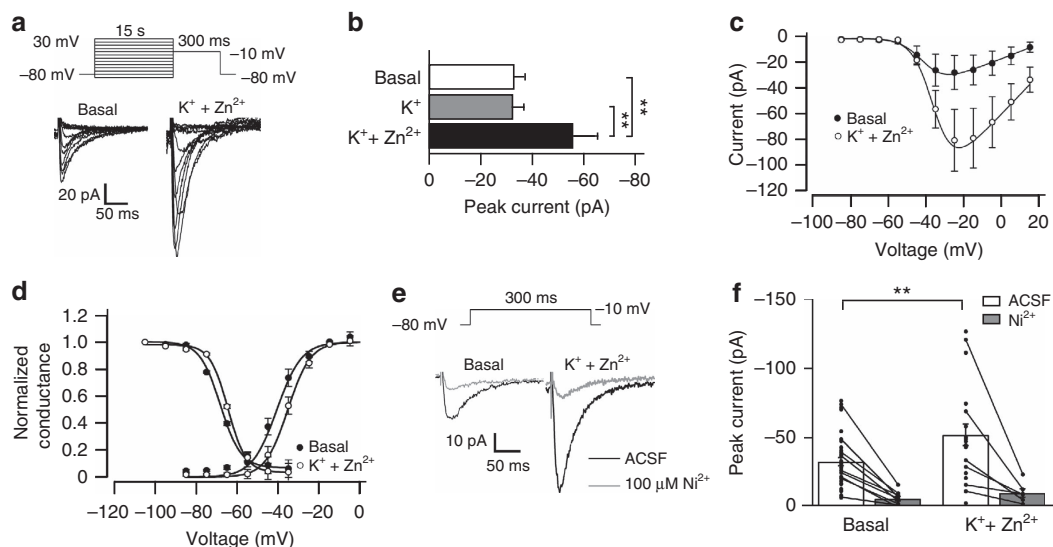 a
15 s
30 mV
300 ms
–10 mV
–80 mV
–80 mV
Basal
K⁺ + Zn²⁺
20 pA
50 ms
b
Basal
K⁺
K⁺ + Zn²⁺
**
**
0 –20 –40 –60 –80
Peak current (pA)
c
0
–20
–40
–60
–80
–100
–120
Current (pA)
Basal
K⁺ + Zn²⁺
–100 –80 –60 –40 –20 0 20
Voltage (mV)
d
1.2
1.0
0.8
0.6
0.4
0.2
0
Normalized
conductance
Basal
K⁺ + Zn²⁺
–120 –100 –80 –60 –40 –20 0
Voltage (mV)
e
300 ms
–10 mV
–80 mV
Basal
K⁺ + Zn²⁺
10 pA
50 ms
ACSF
100 μM Ni²⁺
f
–150
–100
–50
0
Peak current (pA)
**
ACSF
Ni²⁺
Basal
K⁺ + Zn²⁺